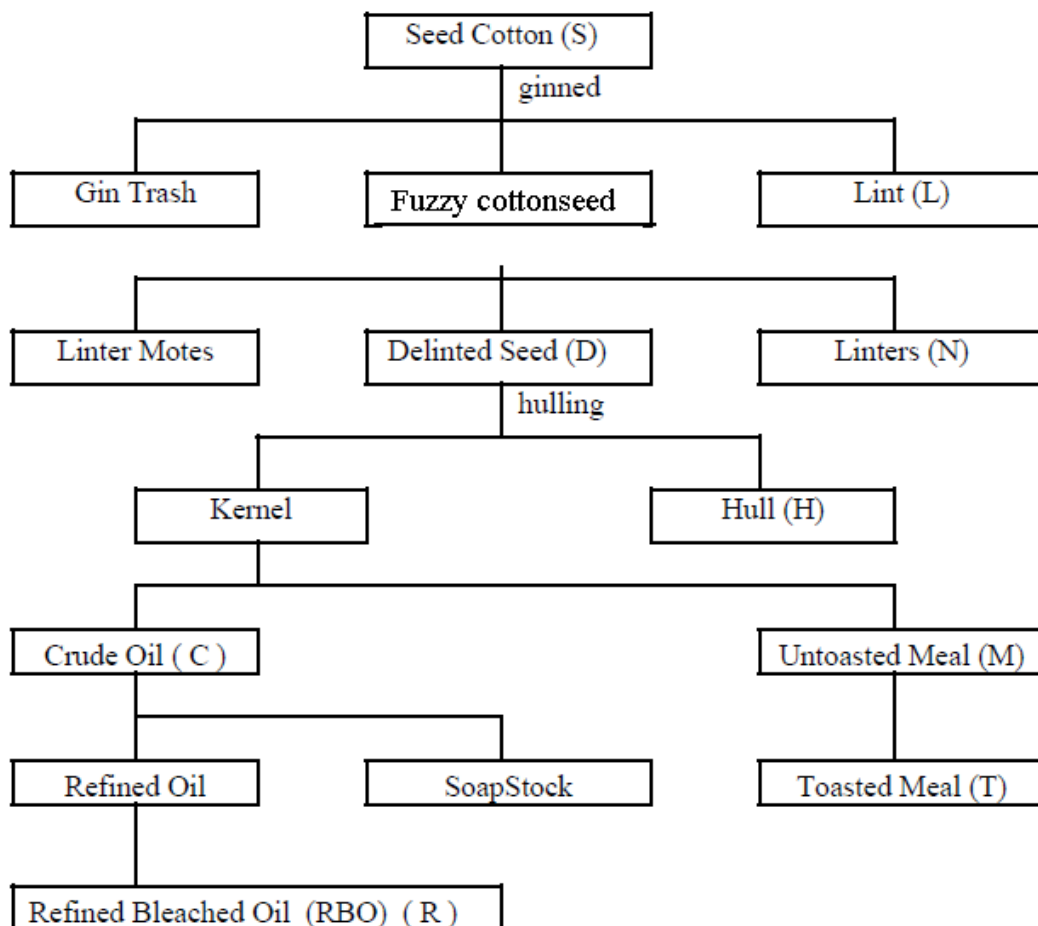 Seed Cotton (S)
ginned
Gin Trash
Fuzzy cottonseed
Lint (L)
Linter Motes
Delinted Seed (D)
Linters (N)
hulling
Kernel
Hull (H)
Crude Oil ( C )
Untoasted Meal (M)
Refined Oil
SoapStock
Toasted Meal (T)
Refined Bleached Oil (RBO) ( R )